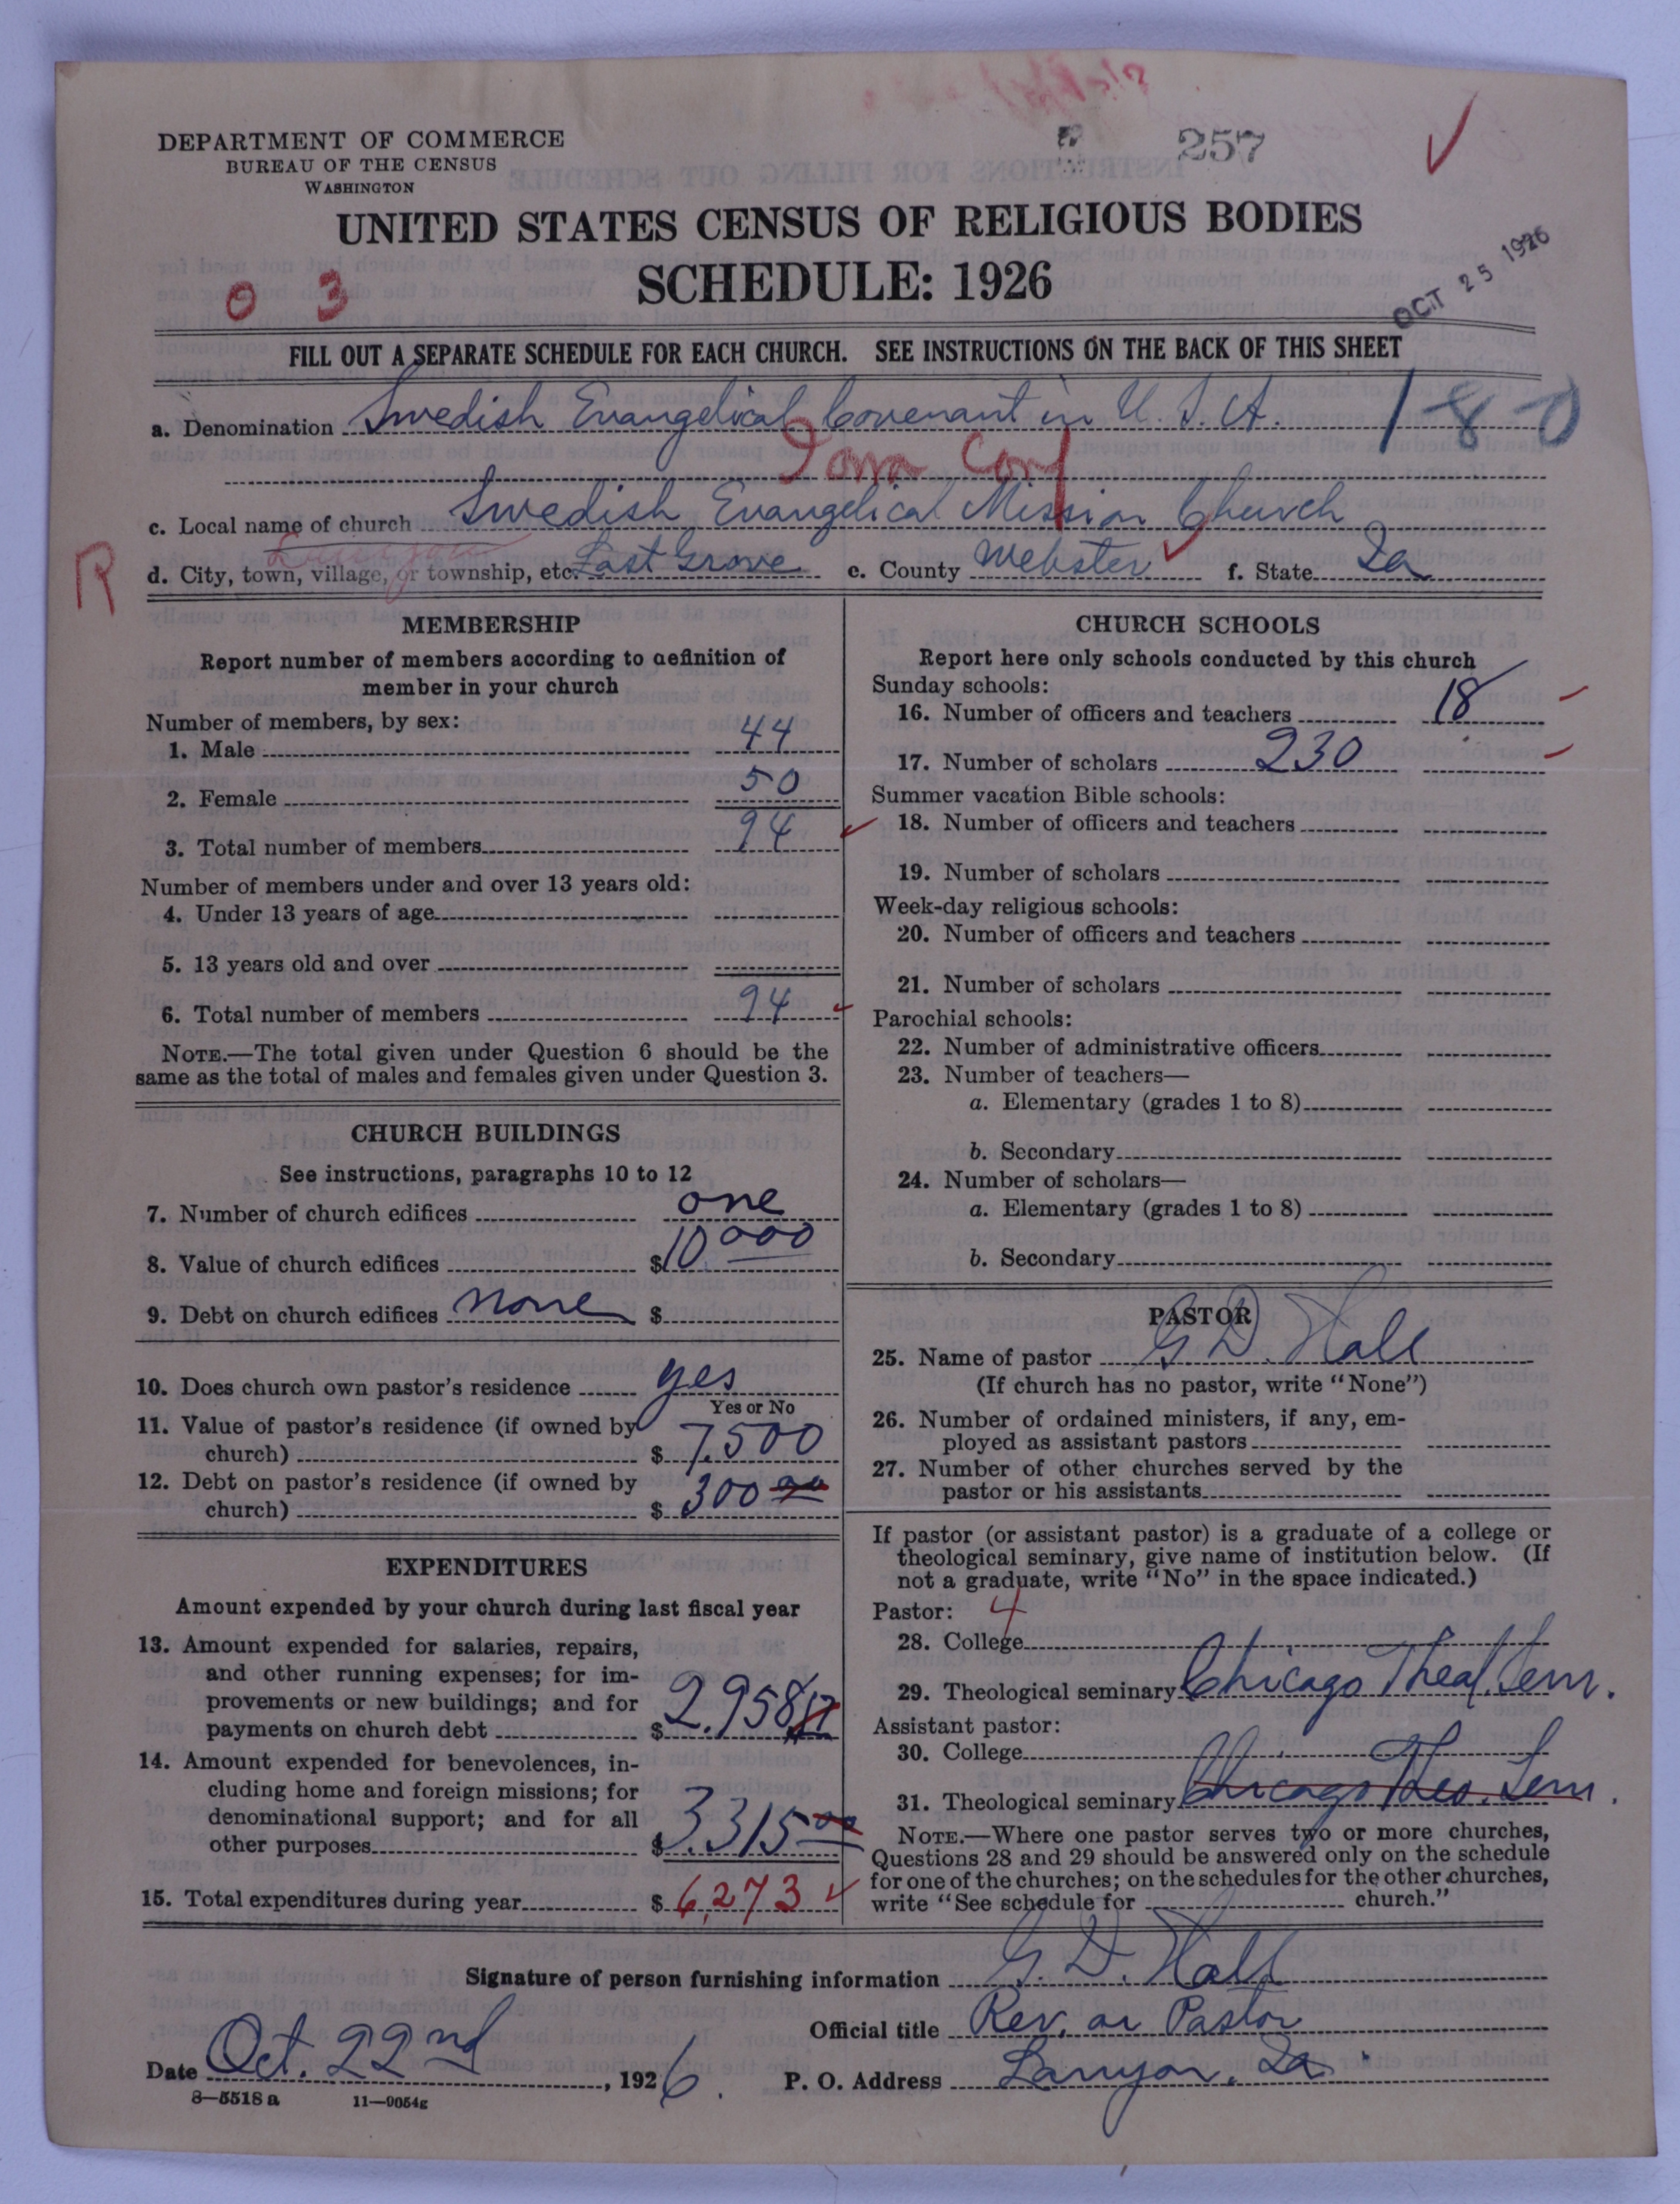 DEPARTMENT OF COMMERCE
BUREAU OF THE CENSUS
WASHINGTON
257
UNITED STATES CENSUS OF RELIGIOUS BODIES
SCHEDULE: 1926
OCT 25 1926
0 3
FILL OUT A SEPARATE SCHEDULE FOR EACH CHURCH. SEE INSTRUCTIONS ON THE BACK OF THIS SHEET
a. Denomination Swedish Evangelical Covenant in U. S. A. 180
Iowa Conf
c. Local name of church Swedish Evangelical Mission Church
R
d. City, town, village, or township, etc. Lost Grove e. County Webster f. State Ia
MEMBERSHIP
Report number of members according to definition of
member in your church
Number of members, by sex:
1. Male 44
2. Female 50
3. Total number of members 94
Number of members under and over 13 years old:
4. Under 13 years of age
5. 13 years old and over
6. Total number of members 94
NOTE.—The total given under Question 6 should be the
same as the total of males and females given under Question 3.
CHURCH BUILDINGS
See instructions, paragraphs 10 to 12
7. Number of church edifices one
8. Value of church edifices $10.000
9. Debt on church edifices none $
10. Does church own pastor's residence yes
Yes or No
11. Value of pastor's residence (if owned by
church) $ 7.500
12. Debt on pastor's residence (if owned by
church) $ 300 00
EXPENDITURES
Amount expended by your church during last fiscal year
13. Amount expended for salaries, repairs,
and other running expenses; for im-
provements or new buildings; and for
payments on church debt $ 2.958
14. Amount expended for benevolences, in-
cluding home and foreign missions; for
denominational support; and for all
other purposes $ 3.315 00
15. Total expenditures during year $ 6,273
CHURCH SCHOOLS
Report here only schools conducted by this church
Sunday schools:
16. Number of officers and teachers 18
17. Number of scholars 230
Summer vacation Bible schools:
18. Number of officers and teachers
19. Number of scholars
Week-day religious schools:
20. Number of officers and teachers
21. Number of scholars
Parochial schools:
22. Number of administrative officers
23. Number of teachers—
a. Elementary (grades 1 to 8)
b. Secondary
24. Number of scholars—
a. Elementary (grades 1 to 8)
b. Secondary
PASTOR
25. Name of pastor G. D. Hall
(If church has no pastor, write "None")
26. Number of ordained ministers, if any, em-
ployed as assistant pastors
27. Number of other churches served by the
pastor or his assistants
If pastor (or assistant pastor) is a graduate of a college or
theological seminary, give name of institution below. (If
not a graduate, write "No" in the space indicated.)
Pastor: 4
28. College
29. Theological seminary Chicago Theol. Sem.
Assistant pastor:
30. College
31. Theological seminary Chicago Theo. Sem.
NOTE.—Where one pastor serves two or more churches,
Questions 28 and 29 should be answered only on the schedule
for one of the churches; on the schedules for the other churches,
write "See schedule for church."
Signature of person furnishing information G. D. Hall
Official title Rev. or Pastor
Date Oct. 22nd, 1926. P. O. Address Lanyon, Ia.
8—5518 a 11—9054g